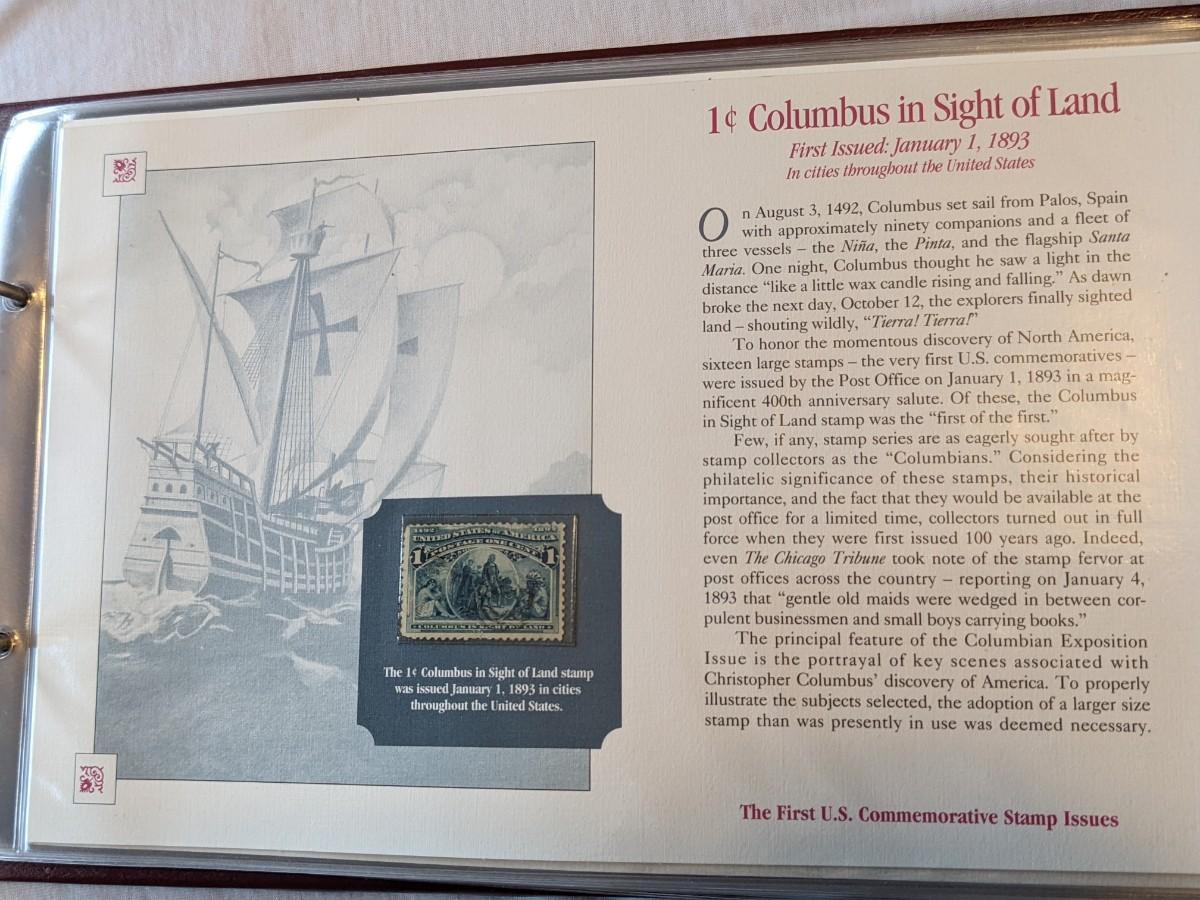 1¢ Columbus in Sight of Land
First Issued: January 1, 1893
In cities throughout the United States
On August 3, 1492, Columbus set sail from Palos, Spain
with approximately ninety companions and a fleet of
three vessels – the Niña, the Pinta, and the flagship Santa
Maria. One night, Columbus thought he saw a light in the
distance “like a little wax candle rising and falling.” As dawn
broke the next day, October 12, the explorers finally sighted
land – shouting wildly, “Tierra! Tierra!”
To honor the momentous discovery of North America,
sixteen large stamps – the very first U.S. commemoratives –
were issued by the Post Office on January 1, 1893 in a mag-
nificent 400th anniversary salute. Of these, the Columbus
in Sight of Land stamp was the “first of the first.”
Few, if any, stamp series are as eagerly sought after by
stamp collectors as the “Columbians.” Considering the
philatelic significance of these stamps, their historical
importance, and the fact that they would be available at the
post office for a limited time, collectors turned out in full
force when they were first issued 100 years ago. Indeed,
even The Chicago Tribune took note of the stamp fervor at
post offices across the country – reporting on January 4,
1893 that “gentle old maids were wedged in between cor-
pulent businessmen and small boys carrying books.”
The principal feature of the Columbian Exposition
Issue is the portrayal of key scenes associated with
Christopher Columbus’ discovery of America. To properly
illustrate the subjects selected, the adoption of a larger size
stamp than was presently in use was deemed necessary.
1492
UNITED STATES OF AMERICA
POSTAGE ONE CENT
1 1
COLUMBUS IN SIGHT OF LAND
The 1¢ Columbus in Sight of Land stamp
was issued January 1, 1893 in cities
throughout the United States.
The First U.S. Commemorative Stamp Issues